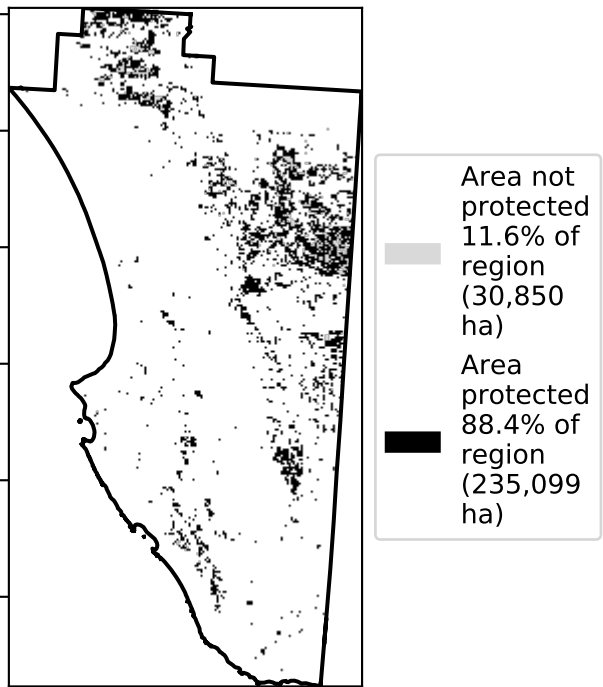 Area not
protected
11.6% of
region
(30,850
ha)
Area
protected
88.4% of
region
(235,099
ha)